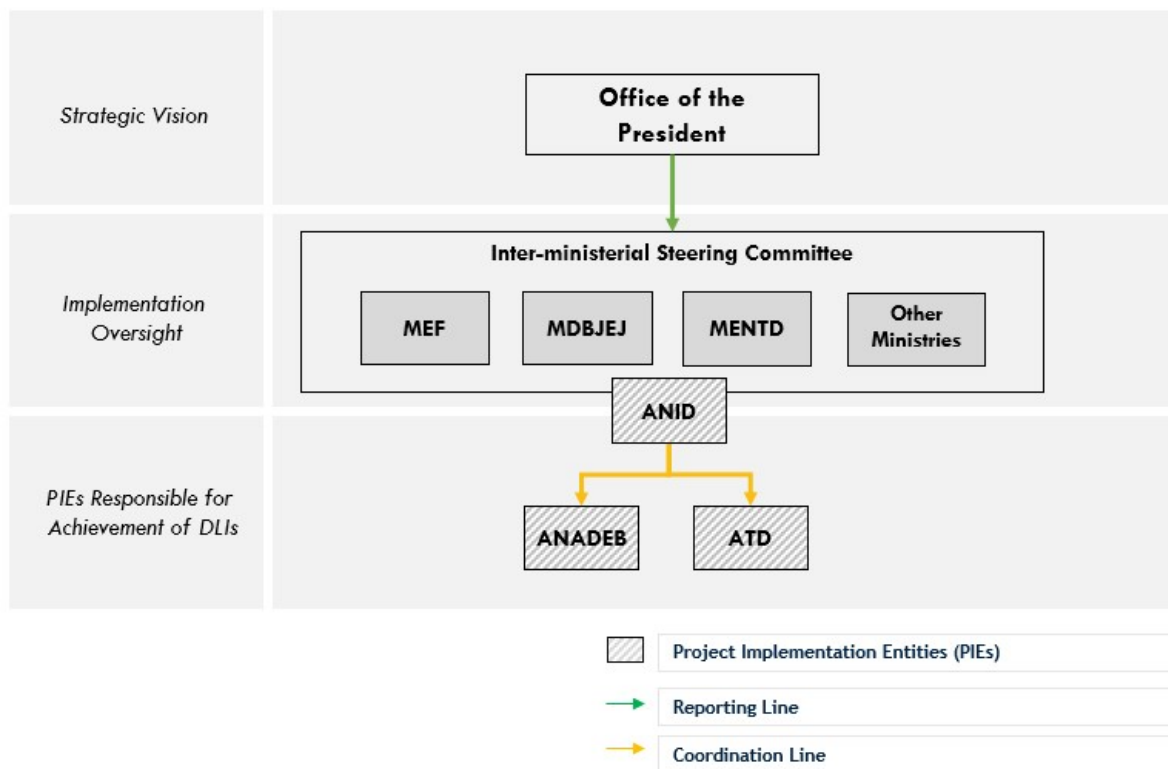 Strategic Vision
Office of the
President
Implementation
Oversight
Inter-ministerial Steering Committee
MEF
MDBJEJ
MENTD
Other
Ministries
ANID
PIEs Responsible for
Achievement of DLIs
ANADEB
ATD
Project Implementation Entities (PIEs)
Reporting Line
Coordination Line